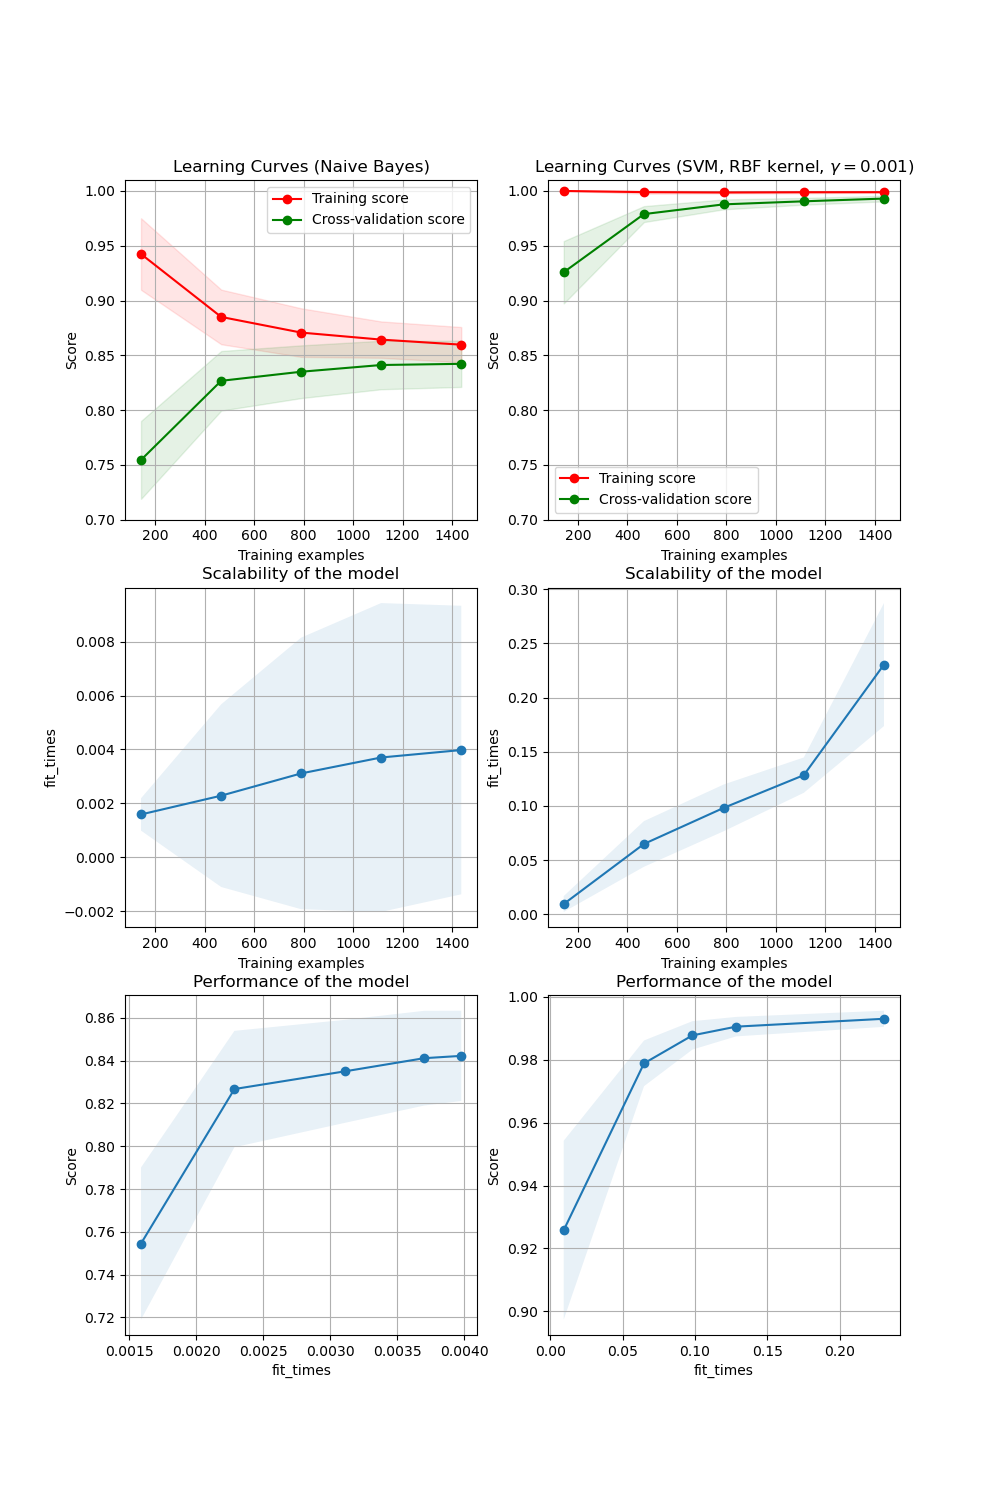 Learning Curves (Naive Bayes)
1.00
0.95
0.90
0.85
0.80
0.75
0.70
Score
Training score
Cross-validation score
200 400 600 800 1000 1200 1400
Training examples
Learning Curves (SVM, RBF kernel, γ = 0.001)
1.00
0.95
0.90
0.85
0.80
0.75
0.70
Score
Training score
Cross-validation score
200 400 600 800 1000 1200 1400
Training examples
Scalability of the model
0.008
0.006
0.004
0.002
0.000
−0.002
fit_times
200 400 600 800 1000 1200 1400
Training examples
Scalability of the model
0.30
0.25
0.20
0.15
0.10
0.05
0.00
fit_times
200 400 600 800 1000 1200 1400
Training examples
Performance of the model
0.86
0.84
0.82
0.80
0.78
0.76
0.74
0.72
Score
0.0015 0.0020 0.0025 0.0030 0.0035 0.0040
fit_times
Performance of the model
1.00
0.98
0.96
0.94
0.92
0.90
Score
0.00 0.05 0.10 0.15 0.20
fit_times